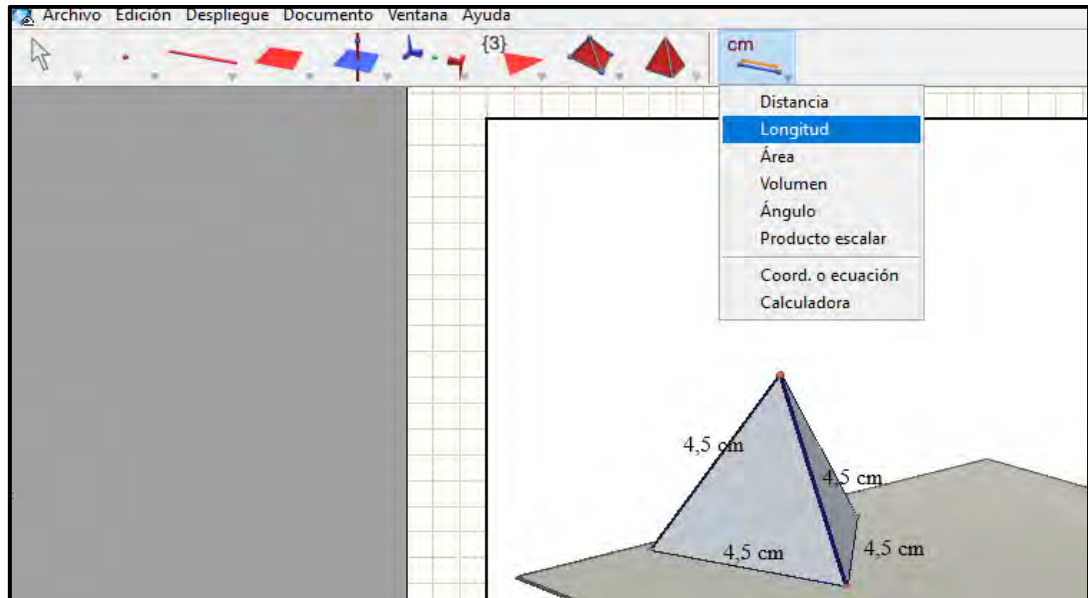 Archivo Edición Despliegue Documento Ventana Ayuda
{3}
cm
Distancia
Longitud
Área
Volumen
Ángulo
Producto escalar
Coord. o ecuación
Calculadora
4,5 cm
4,5 cm
4,5 cm
4,5 cm